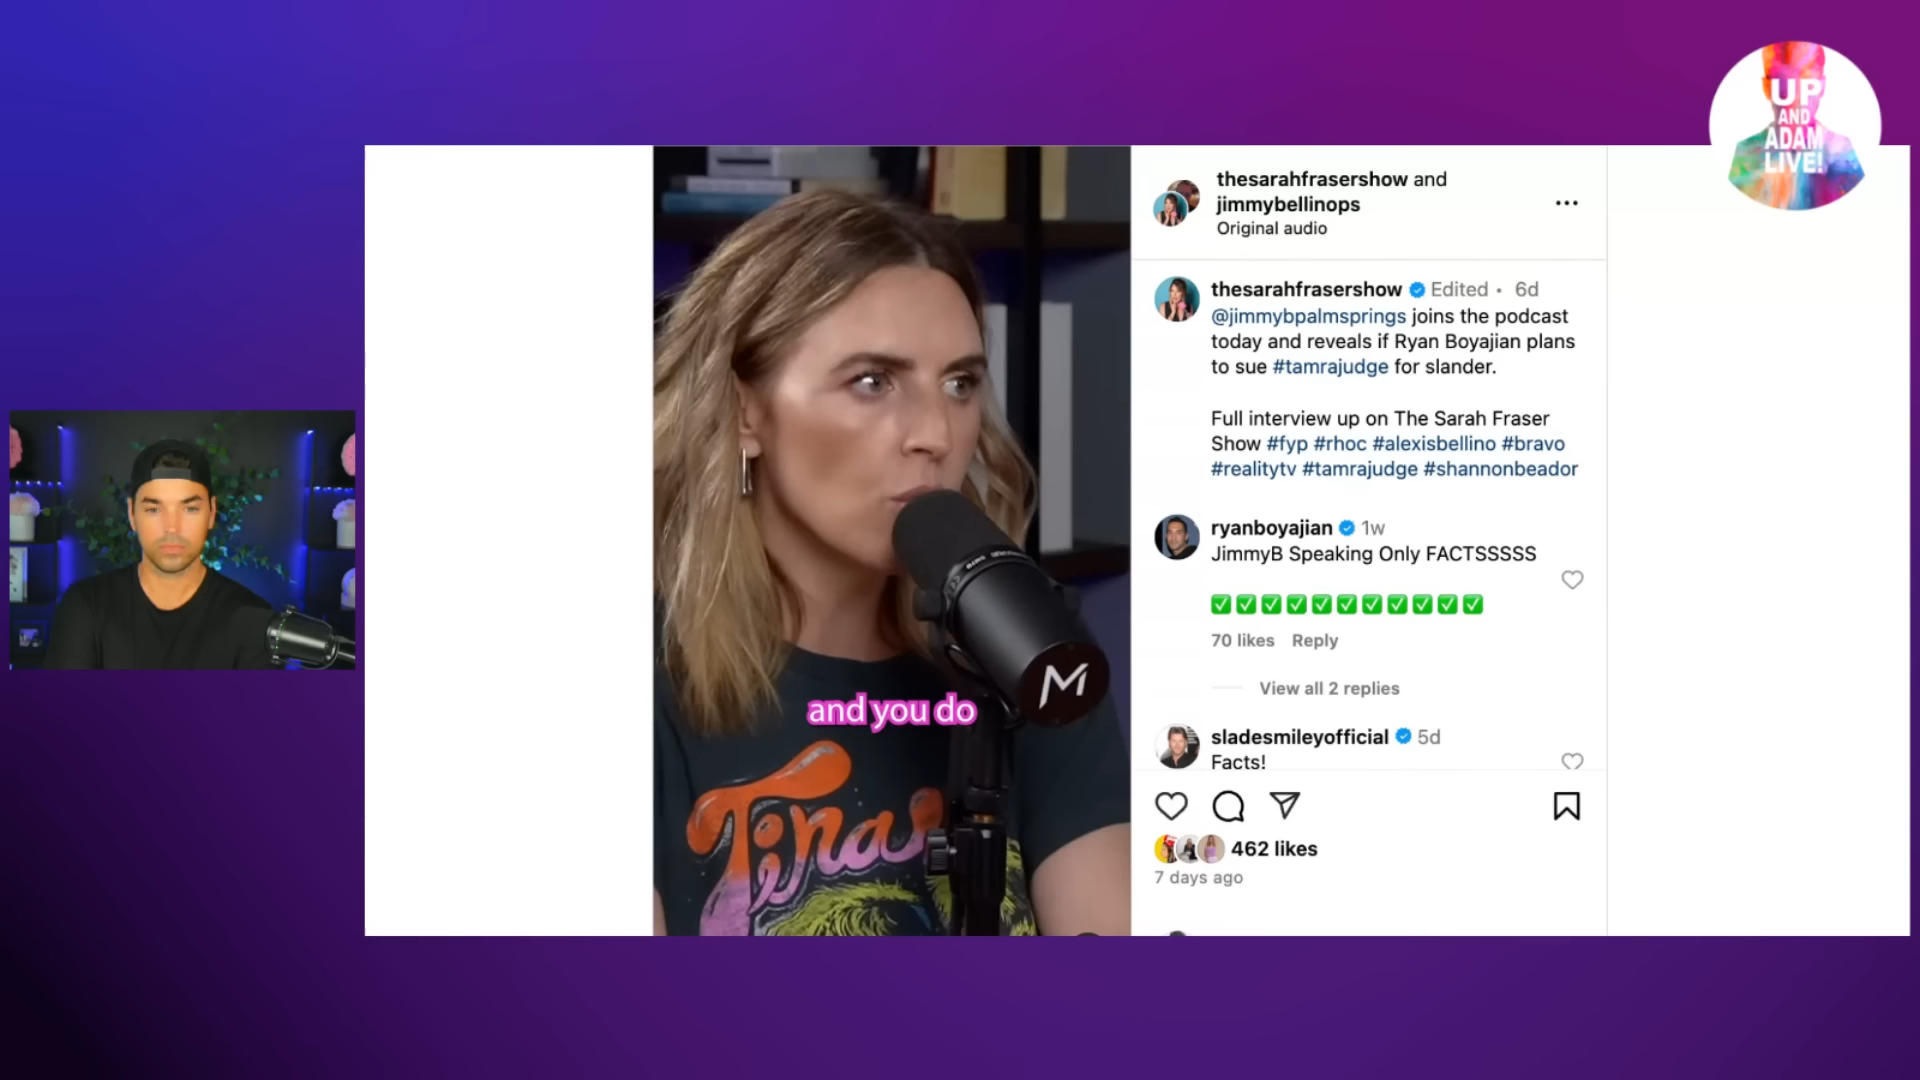 UP
AND
ADAM
LIVE!
thesarahfrasershow and
jimmybellinops
Original audio
thesarahfrasershow Edited • 6d
@jimmybpalmsprings joins the podcast
today and reveals if Ryan Boyajian plans
to sue #tamrajudge for slander.
Full interview up on The Sarah Fraser
Show #fyp #rhoc #alexisbellino #bravo
#realitytv #tamrajudge #shannonbeador
ryanboyajian 1w
JimmyB Speaking Only FACTSSSSS
✅✅✅✅✅✅✅✅✅✅✅
70 likes Reply
View all 2 replies
sladesmileyofficial 5d
Facts!
462 likes
7 days ago
and you do
M
Tina